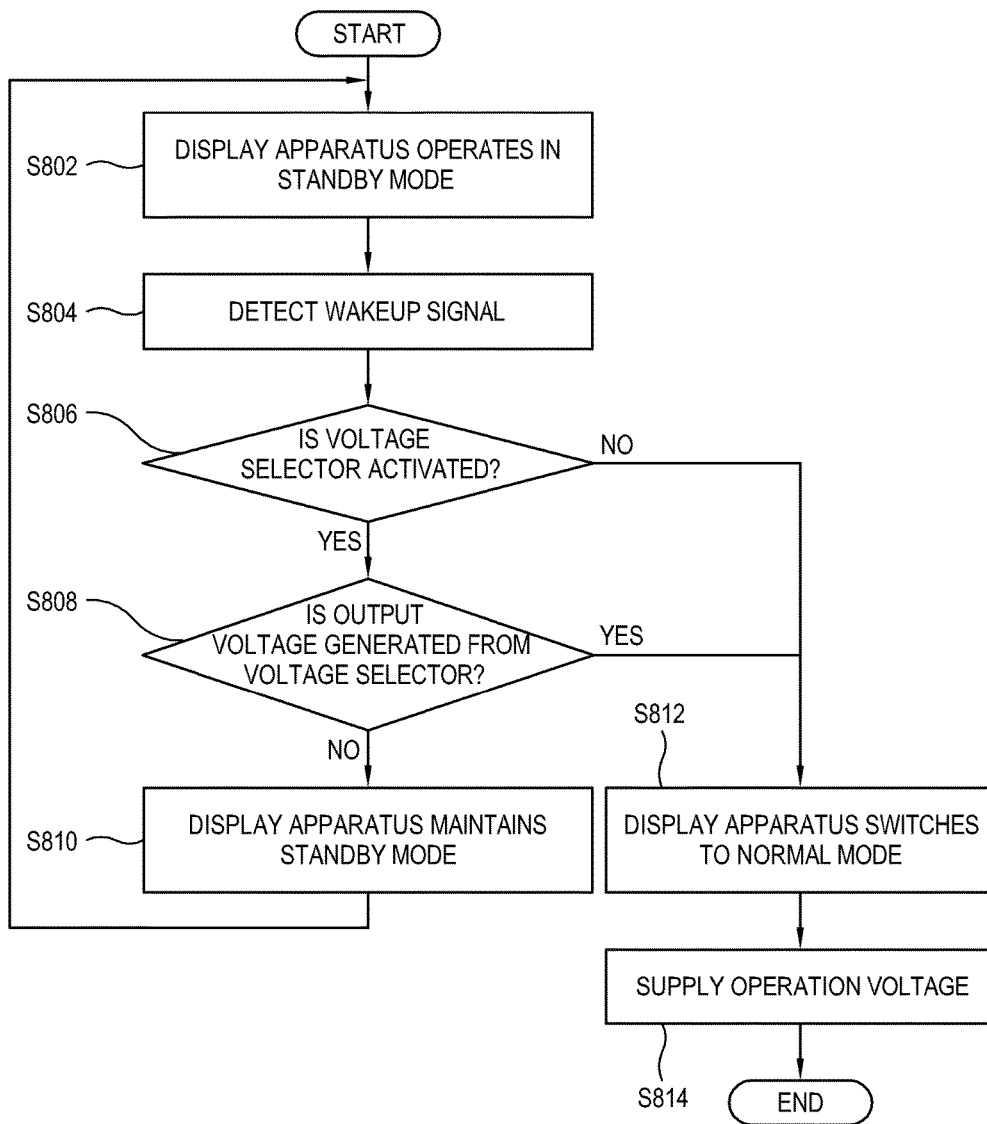 START
S802
DISPLAY APPARATUS OPERATES IN
STANDBY MODE
S804
DETECT WAKEUP SIGNAL
S806
IS VOLTAGE
SELECTOR ACTIVATED?
NO
YES
S808
IS OUTPUT
VOLTAGE GENERATED FROM
VOLTAGE SELECTOR?
YES
NO
S810
DISPLAY APPARATUS MAINTAINS
STANDBY MODE
S812
DISPLAY APPARATUS SWITCHES
TO NORMAL MODE
SUPPLY OPERATION VOLTAGE
S814
END